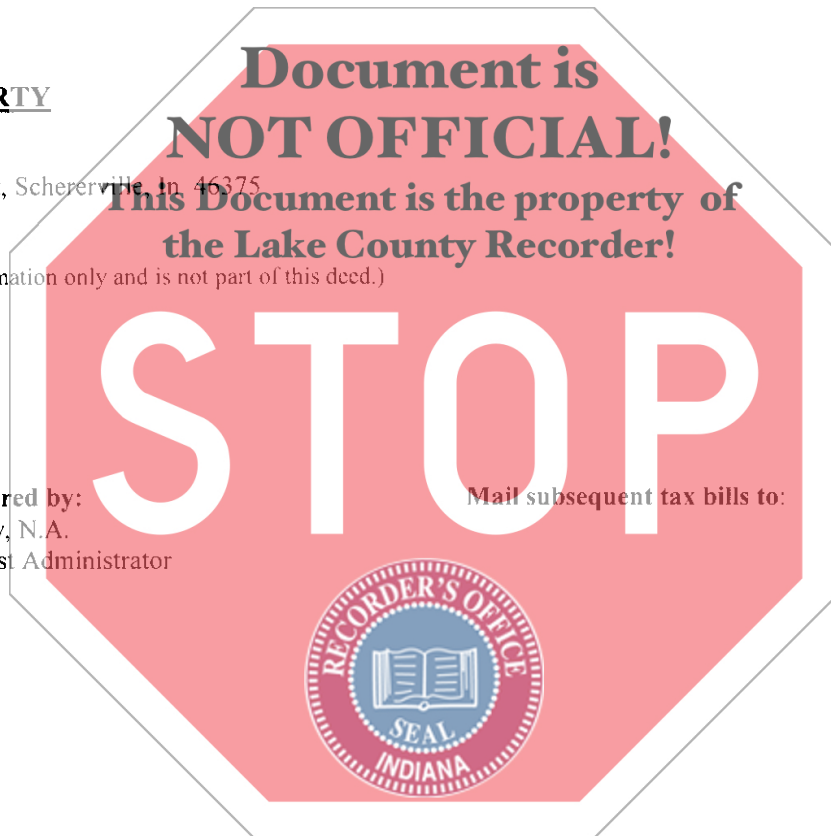 Document is
RTY
NOT OFFICIAL!
, Schererville, In 46375
This Document is the property of
the Lake County Recorder!
mation only and is not part of this deed.)
STOP
red by:
Mail subsequent tax bills to:
, N.A.
st Administrator
RECORDER'S OFFICE
SEAL
INDIANA